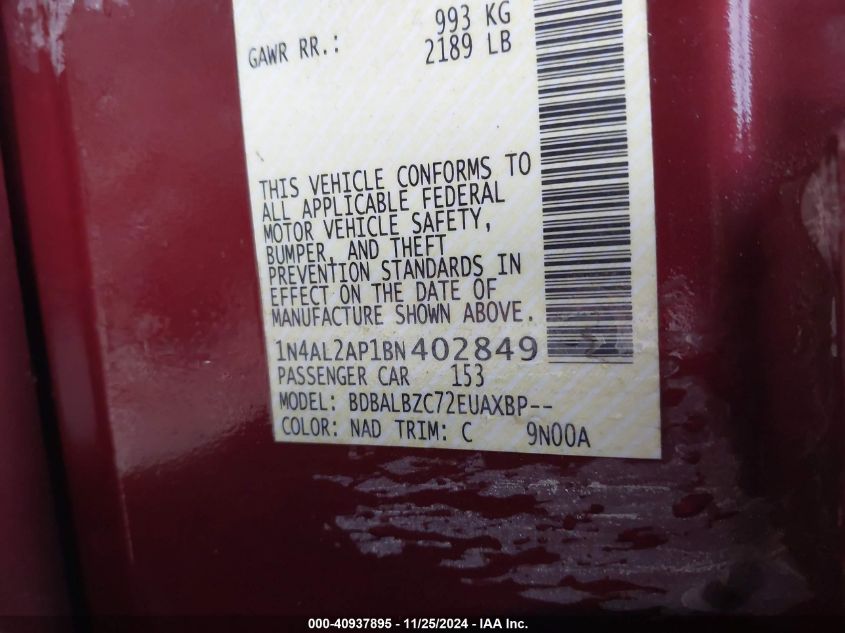 993 KG
GAWR RR.: 2189 LB
THIS VEHICLE CONFORMS TO
ALL APPLICABLE FEDERAL
MOTOR VEHICLE SAFETY,
BUMPER, AND THEFT
PREVENTION STANDARDS IN
EFFECT ON THE DATE OF
MANUFACTURE SHOWN ABOVE.
1N4AL2AP1BN402849
PASSENGER CAR 153
MODEL: BDBALBZC72EUAXBP--
COLOR: NAD TRIM: C 9N00A
000-40937895 - 11/25/2024 - IAA Inc.